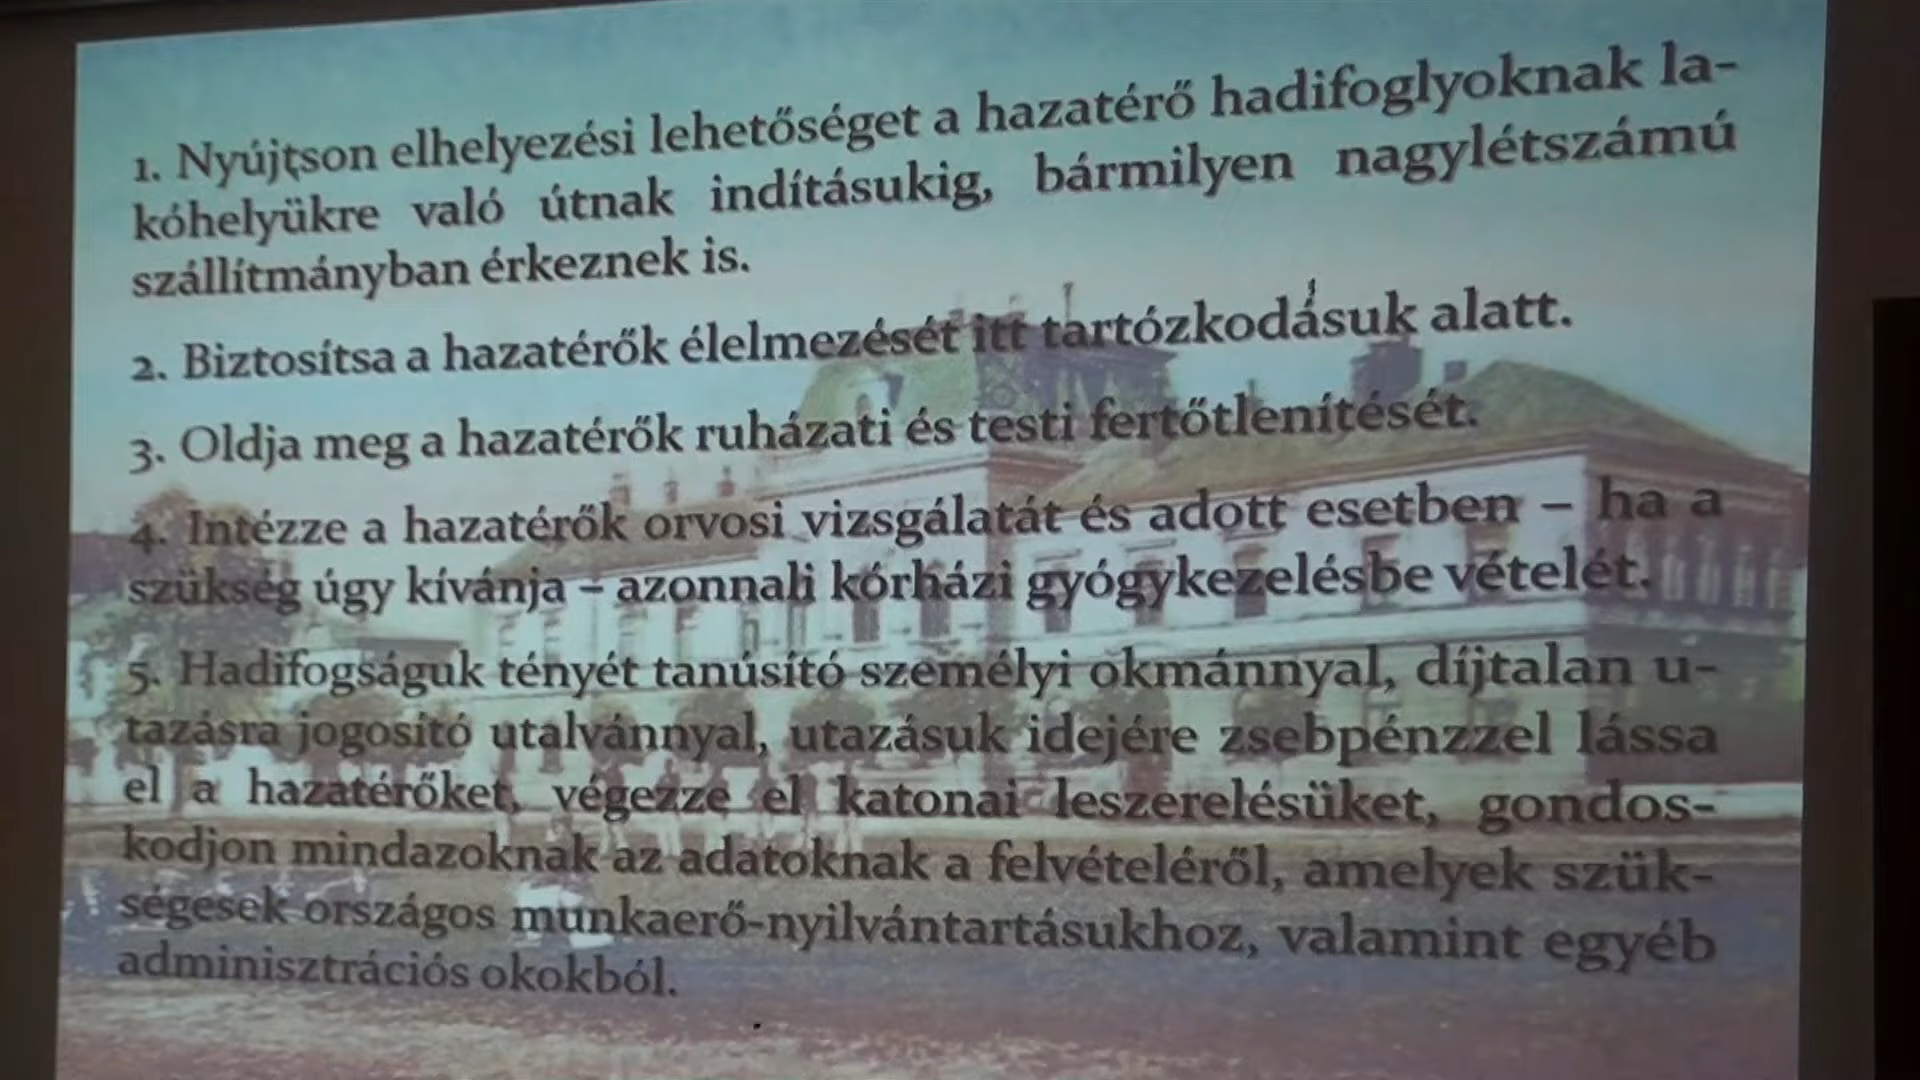 1. Nyújtson elhelyezési lehetőséget a hazatérő hadifoglyoknak la-
kóhelyükre való útnak indításukig, bármilyen nagylétszámú
szállítmányban érkeznek is.
2. Biztosítsa a hazatérők élelmezését itt tartózkodásuk alatt.
3. Oldja meg a hazatérők ruházati és testi fertőtlenítését.
4. Intézze a hazatérők orvosi vizsgálatát és adott esetben – ha a
szükség úgy kívánja – azonnali kórházi gyógykezelésbe vételét.
5. Hadifogságuk tényét tanúsító személyi okmánnyal, díjtalan u-
tazásra jogosító utalvánnyal, utazásuk idejére zsebpénzzel lássa
el a hazatérőket, végezze el katonai leszerelésüket, gondos-
kodjon mindazoknak az adatoknak a felvételéről, amelyek szük-
ségesek országos munkaerő-nyilvántartásukhoz, valamint egyéb
adminisztrációs okokból.